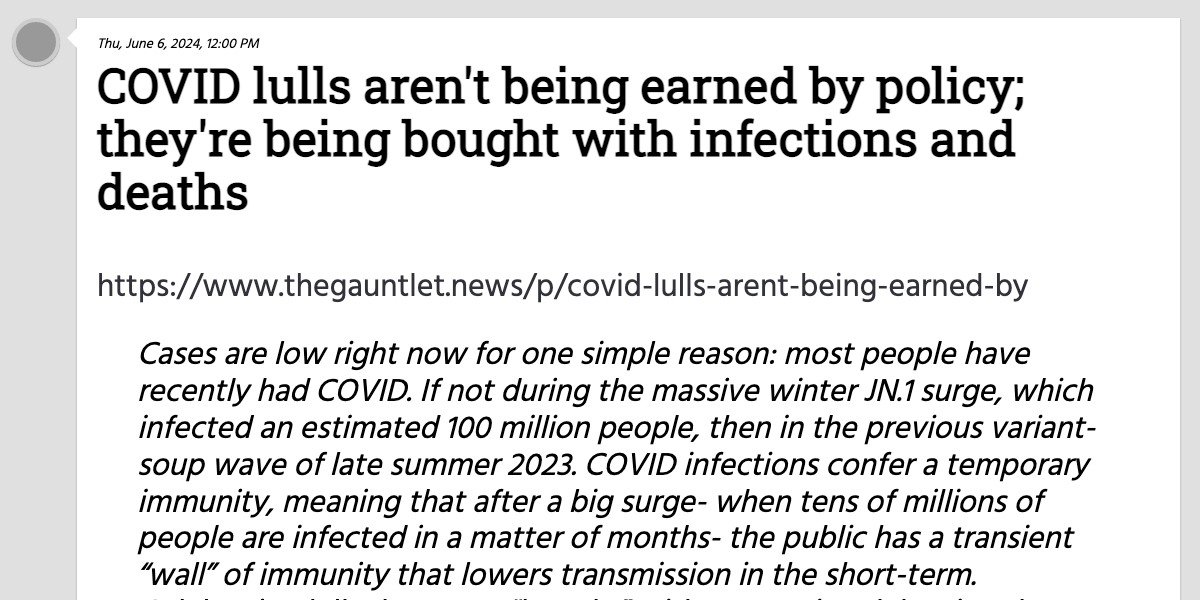 Thu, June 6, 2024, 12:00 PM
COVID lulls aren't being earned by policy;
they're being bought with infections and
deaths
https://www.thegauntlet.news/p/covid-lulls-arent-being-earned-by
Cases are low right now for one simple reason: most people have
recently had COVID. If not during the massive winter JN.1 surge, which
infected an estimated 100 million people, then in the previous variant-
soup wave of late summer 2023. COVID infections confer a temporary
immunity, meaning that after a big surge- when tens of millions of
people are infected in a matter of months- the public has a transient
“wall” of immunity that lowers transmission in the short-term.